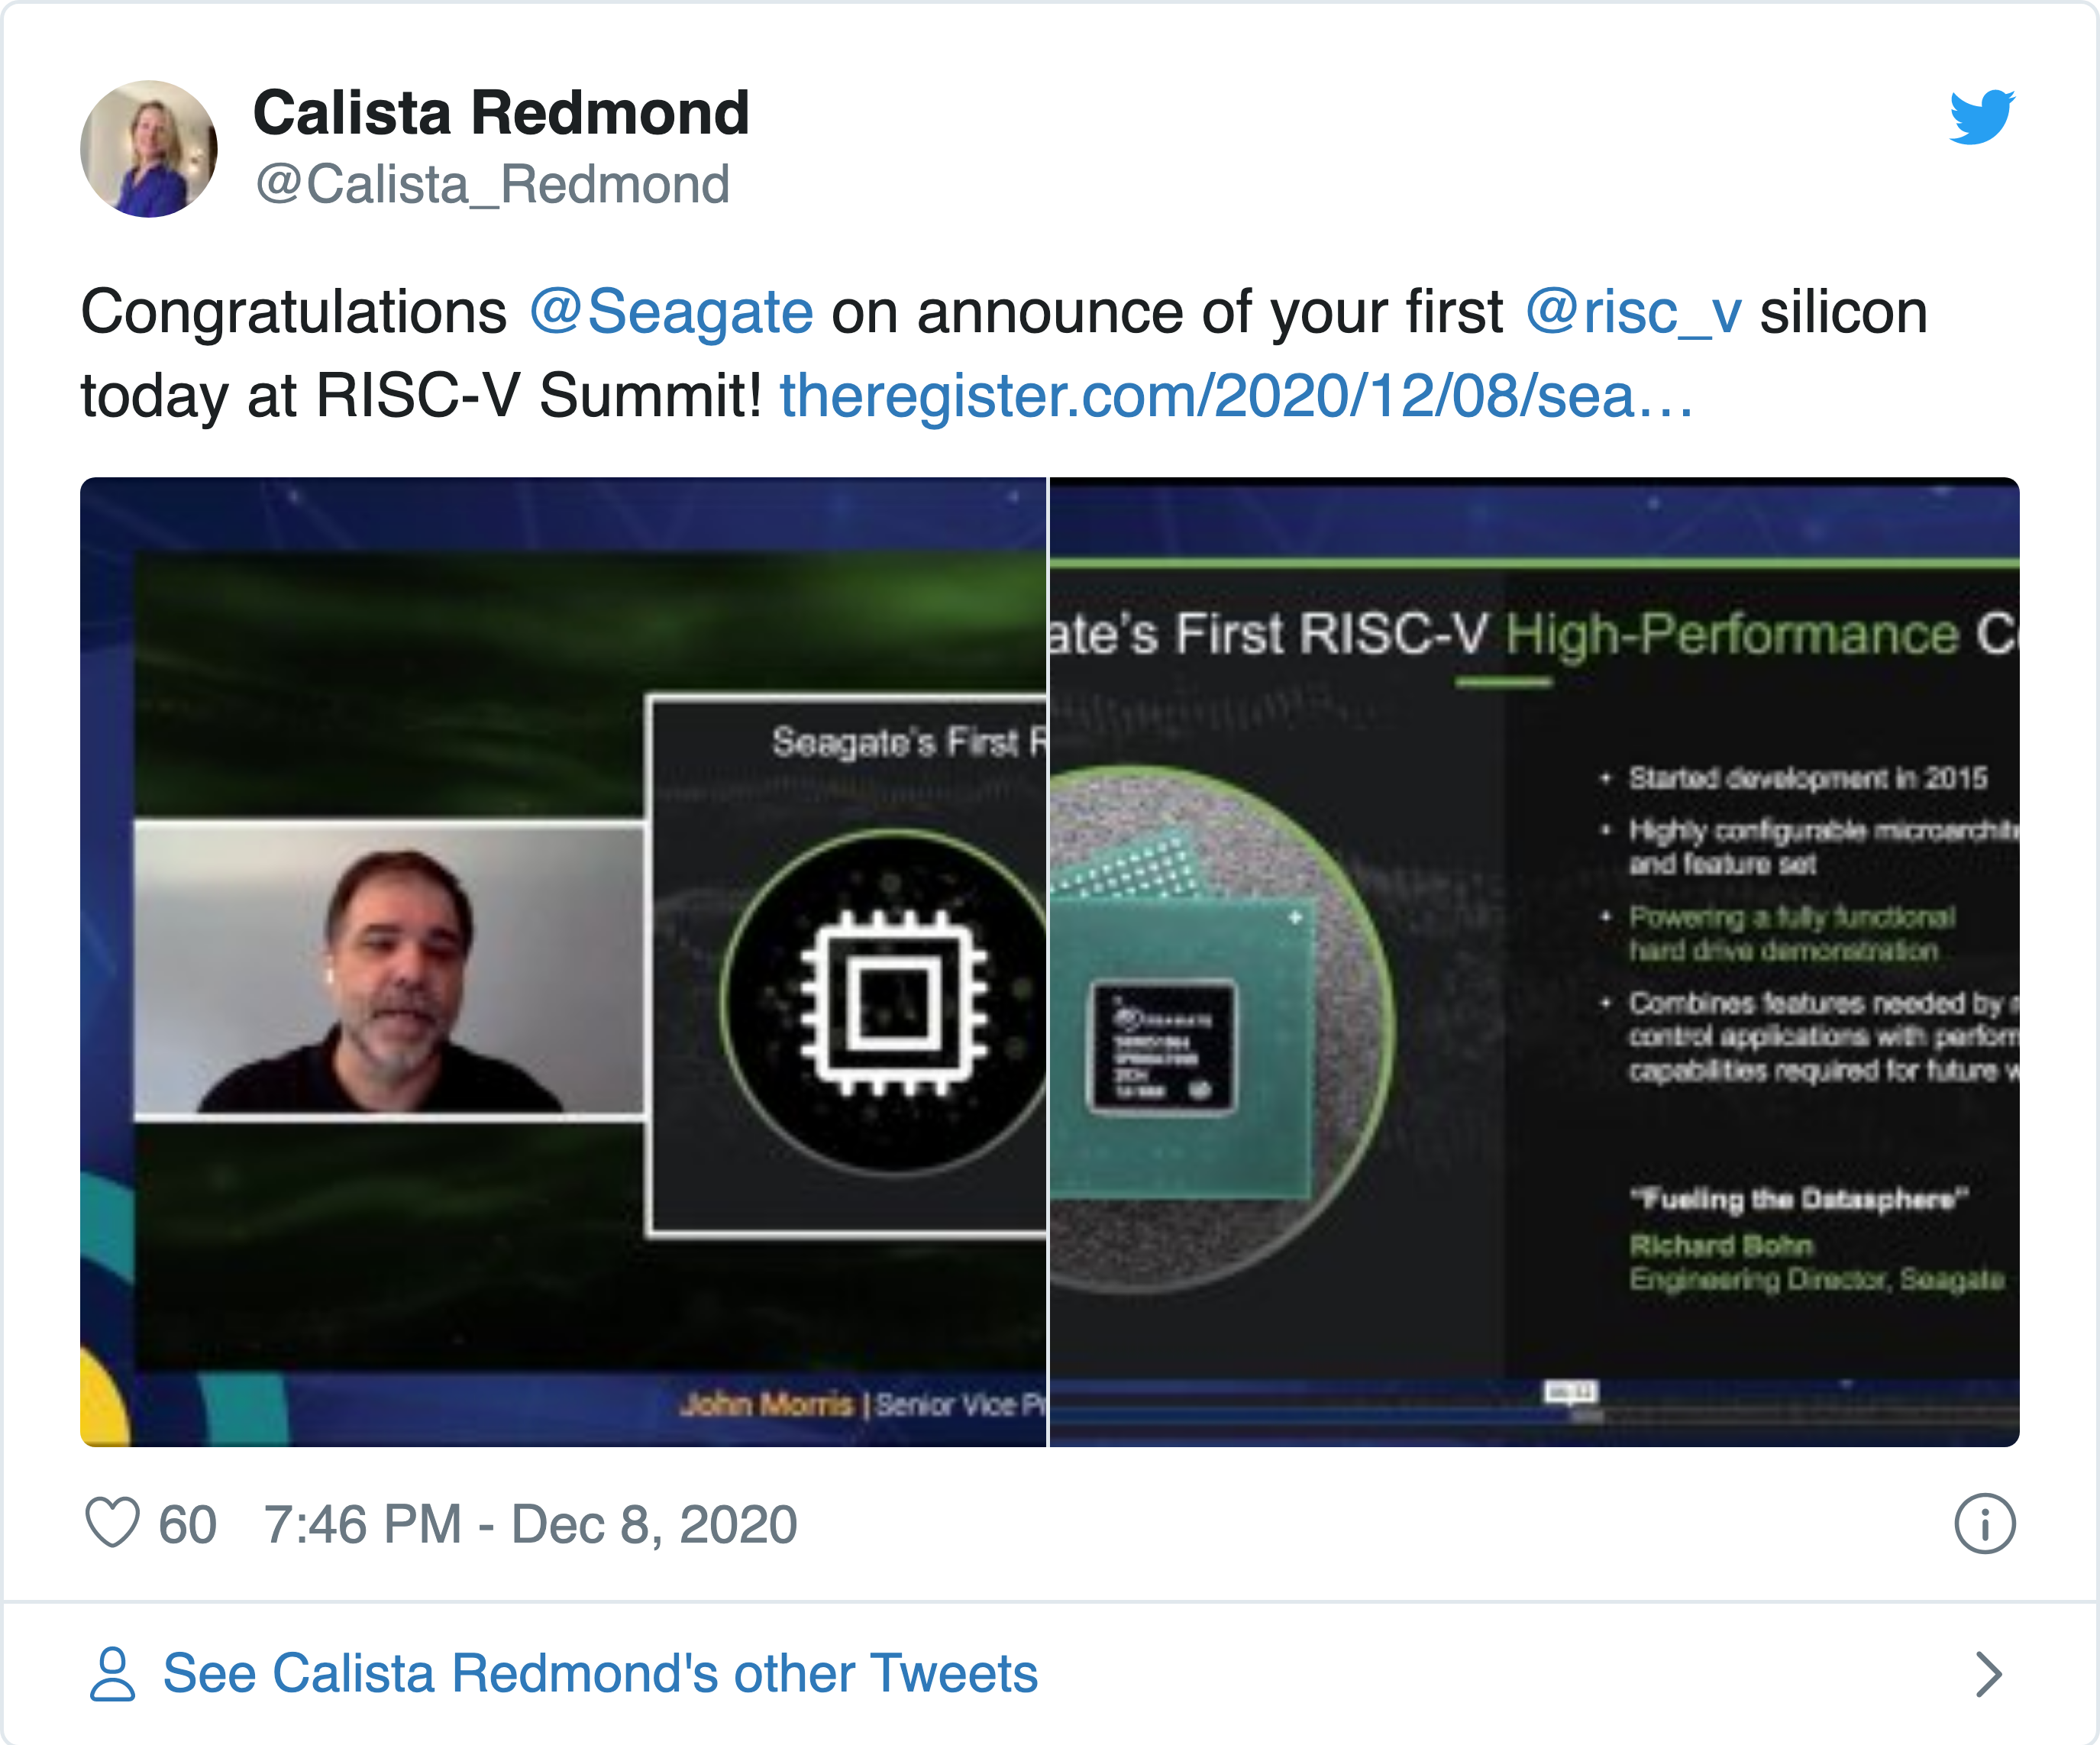 Calista Redmond
@Calista_Redmond
Congratulations @Seagate on announce of your first @risc_v silicon
today at RISC-V Summit! theregister.com/2020/12/08/sea…
Seagate's First R
John Morris | Senior Vice Pr
ate's First RISC-V High-Performance Co
• Started development in 2015
• Highly configurable microarchite
and feature set
• Powering a fully functional
hard drive demonstration
• Combines features needed by
control applications with perform
capabilities required for future w
"Fueling the Datasphere"
Richard Bohn
Engineering Director, Seagate
SEAGATE
60 7:46 PM - Dec 8, 2020
See Calista Redmond's other Tweets